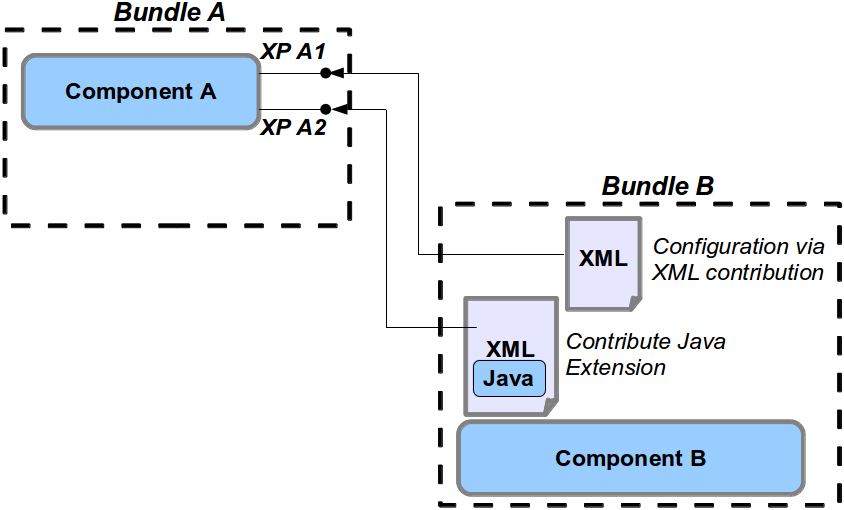 Bundle A
XP A1
Component A
XP A2
Bundle B
XML
Configuration via
XML contribution
XML
Java
Contribute Java
Extension
Component B